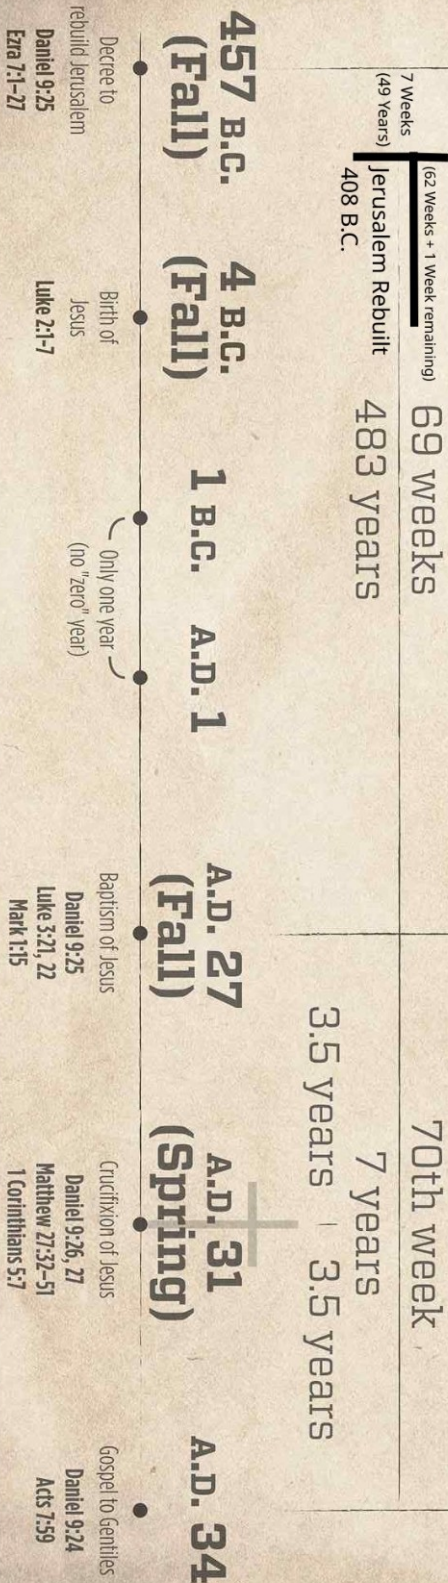 7 Weeks
(49 Years)
(62 Weeks + 1 Week remaining)
Jerusalem Rebuilt
408 B.C.
69 weeks
483 years
70th week
7 years
3.5 years | 3.5 years
457 B.C.
(Fall)
Decree to
rebuild Jerusalem
Daniel 9:25
Ezra 7:1–27
4 B.C.
(Fall)
Birth of
Jesus
Luke 2:1-7
1 B.C.
A.D. 1
Only one year
(no "zero" year)
A.D. 27
(Fall)
Baptism of Jesus
Daniel 9:25
Luke 3:21, 22
Mark 1:15
A.D. 31
(Spring)
Crucifixion of Jesus
Daniel 9:26, 27
Matthew 27:32–51
1 Corinthians 5:7
A.D. 34
Gospel to Gentiles
Daniel 9:24
Acts 7:59